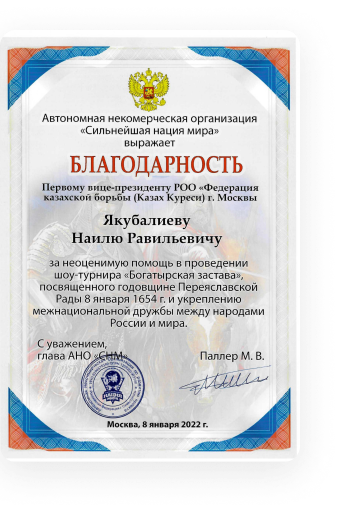 Автономная некомерческая организация
«Сильнейшая нация мира»
выражает
БЛАГОДАРНОСТЬ
Первому вице-президенту РОО «Федерация
казахской борьбы (Казах Куреси) г. Москвы
Якубалиеву
Наилю Равильевичу
за неоценимую помощь в проведении
шоу-турнира «Богатырская застава»,
посвященного годовщине Переяславской
Рады 8 января 1654 г. и укреплению
межнациональной дружбы между народами
России и мира.
С уважением,
глава АНО «СНМ»
Паллер М. В.
Москва, 8 января 2022 г.